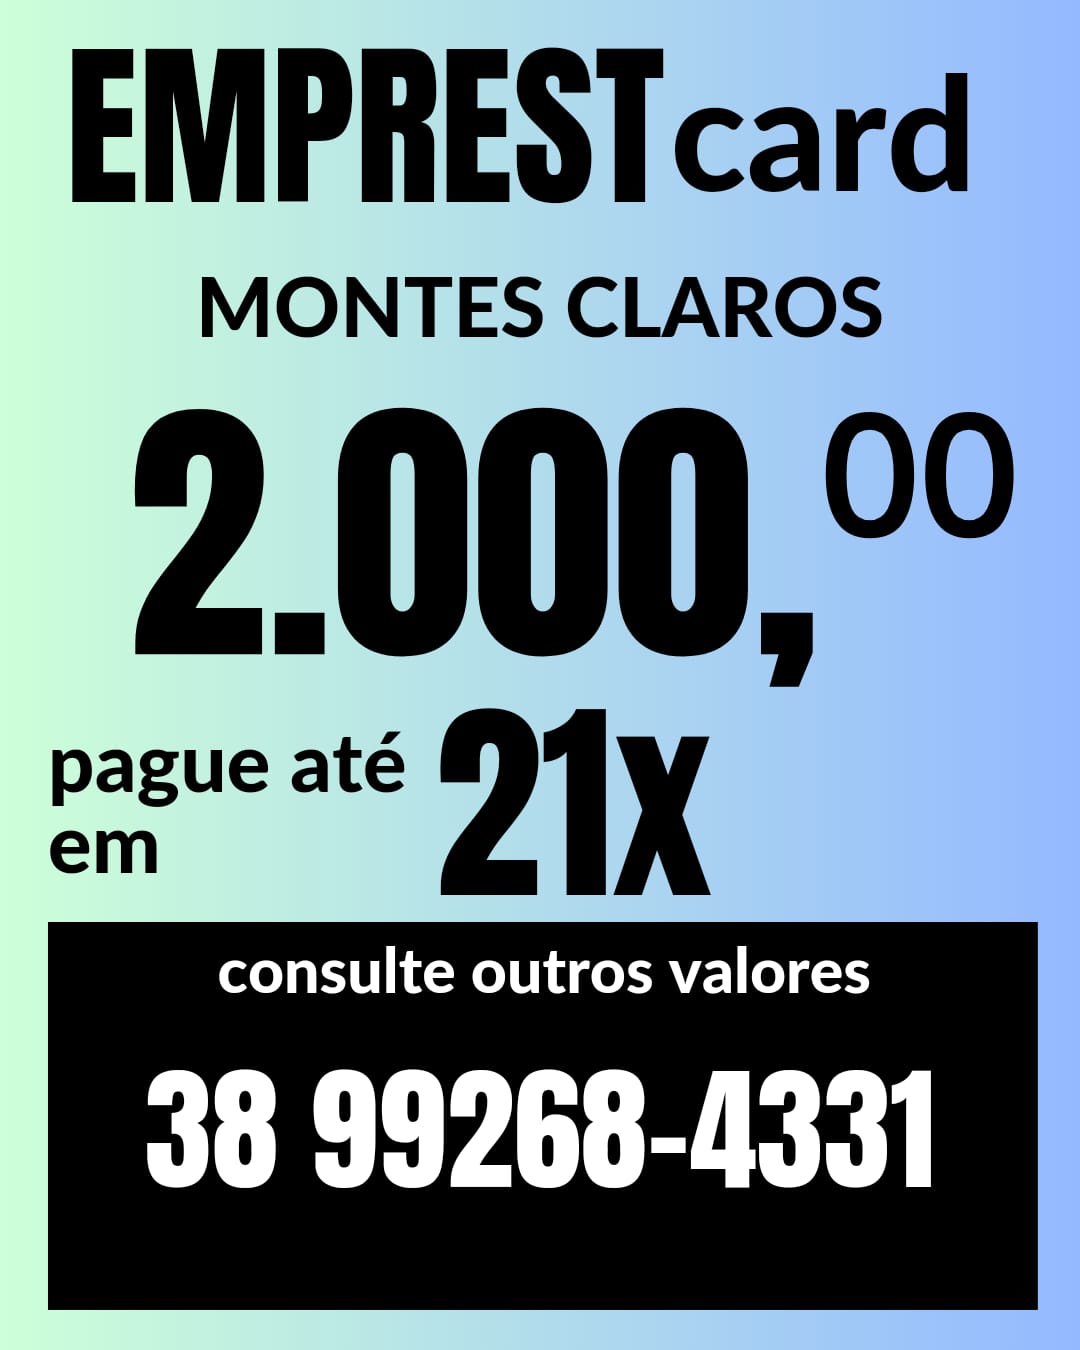 EMPRESTcard
MONTES CLAROS
2.000,00
pague até em 21x
consulte outros valores
38 99268-4331